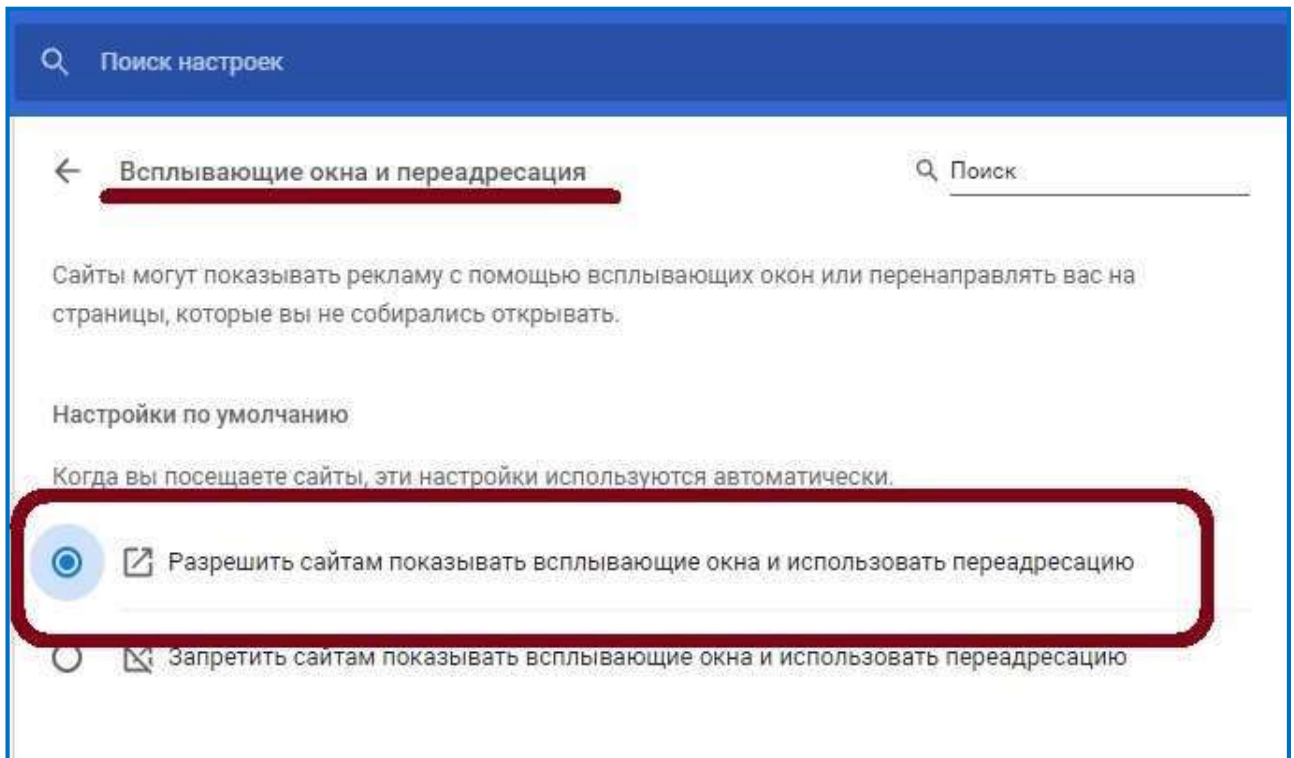 Поиск настроек
Всплывающие окна и переадресация
Поиск
Сайты могут показывать рекламу с помощью всплывающих окон или перенаправлять вас на
страницы, которые вы не собирались открывать.
Настройки по умолчанию
Когда вы посещаете сайты, эти настройки используются автоматически.
Разрешить сайтам показывать всплывающие окна и использовать переадресацию
Запретить сайтам показывать всплывающие окна и использовать переадресацию